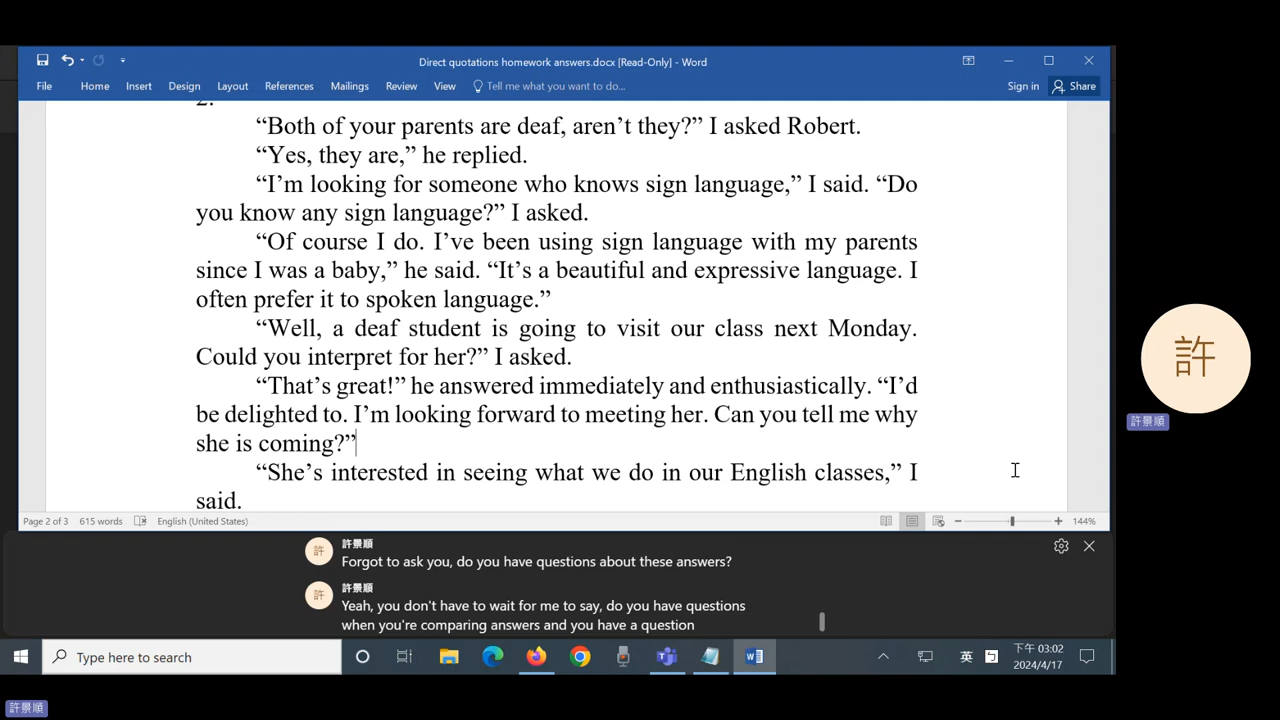 Direct quotations homework answers.docx [Read-Only] - Word
File Home Insert Design Layout References Mailings Review View Tell me what you want to do... Sign in Share
2.
“Both of your parents are deaf, aren’t they?” I asked Robert.
“Yes, they are,” he replied.
“I’m looking for someone who knows sign language,” I said. “Do
you know any sign language?” I asked.
“Of course I do. I’ve been using sign language with my parents
since I was a baby,” he said. “It’s a beautiful and expressive language. I
often prefer it to spoken language.”
“Well, a deaf student is going to visit our class next Monday.
Could you interpret for her?” I asked.
“That’s great!” he answered immediately and enthusiastically. “I’d
be delighted to. I’m looking forward to meeting her. Can you tell me why
she is coming?”
“She’s interested in seeing what we do in our English classes,” I
said.
Page 2 of 3 615 words English (United States) 144%
許
許景順
許 許景順
Forgot to ask you, do you have questions about these answers?
許 許景順
Yeah, you don't have to wait for me to say, do you have questions
when you're comparing answers and you have a question
Type here to search
英
下午 03:02
2024/4/17
許景順